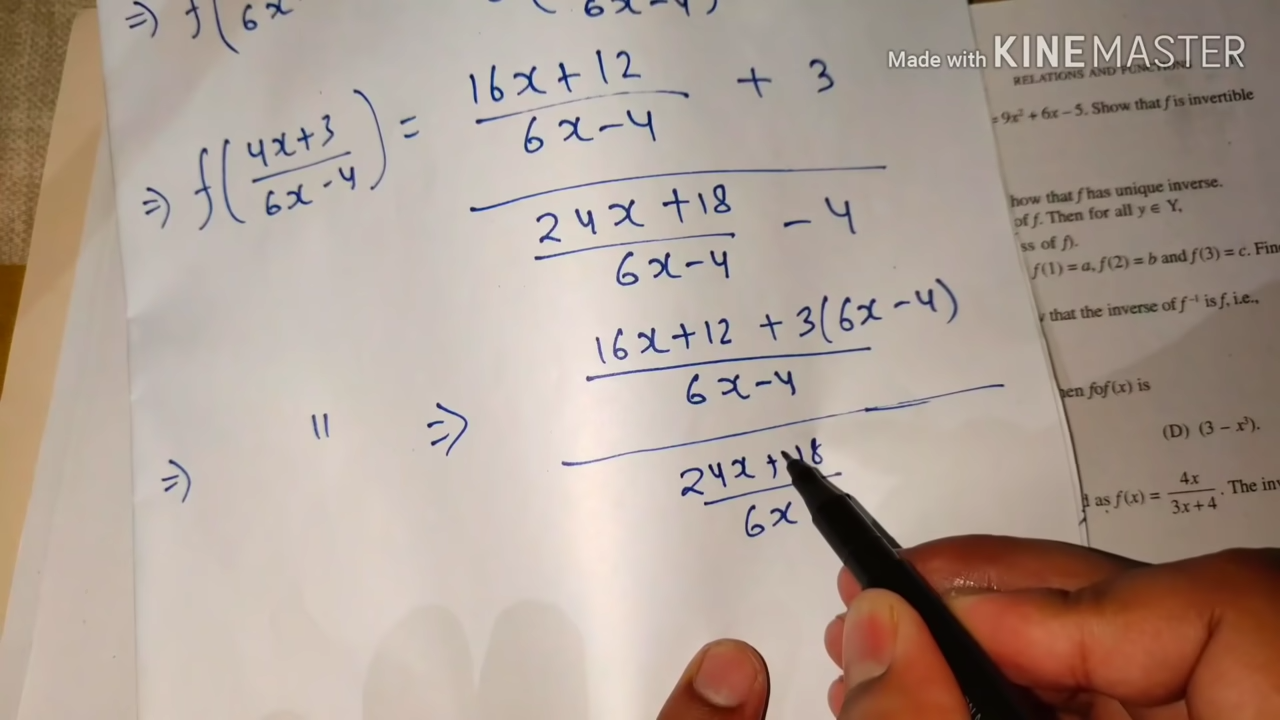 Made with KINEMASTER
⇒ f(6x (6x-4)
⇒ f(4x+3/6x-4) = 16x+12/6x-4 + 3
24x+18/6x-4 - 4
⇒ " ⇒ 16x+12 +3(6x-4)/6x-4
24x+18/6x
RELATIONS AND
= 9x² + 6x – 5. Show that f is invertible
how that f has unique inverse.
of f. Then for all y ∈ Y,
ss of f).
f(1) = a, f(2) = b and f(3) = c. Fin
that the inverse of f⁻¹ is f, i.e.,
en fof (x) is
(D) (3 – x³).
as f(x) = 4x/3x + 4. The in